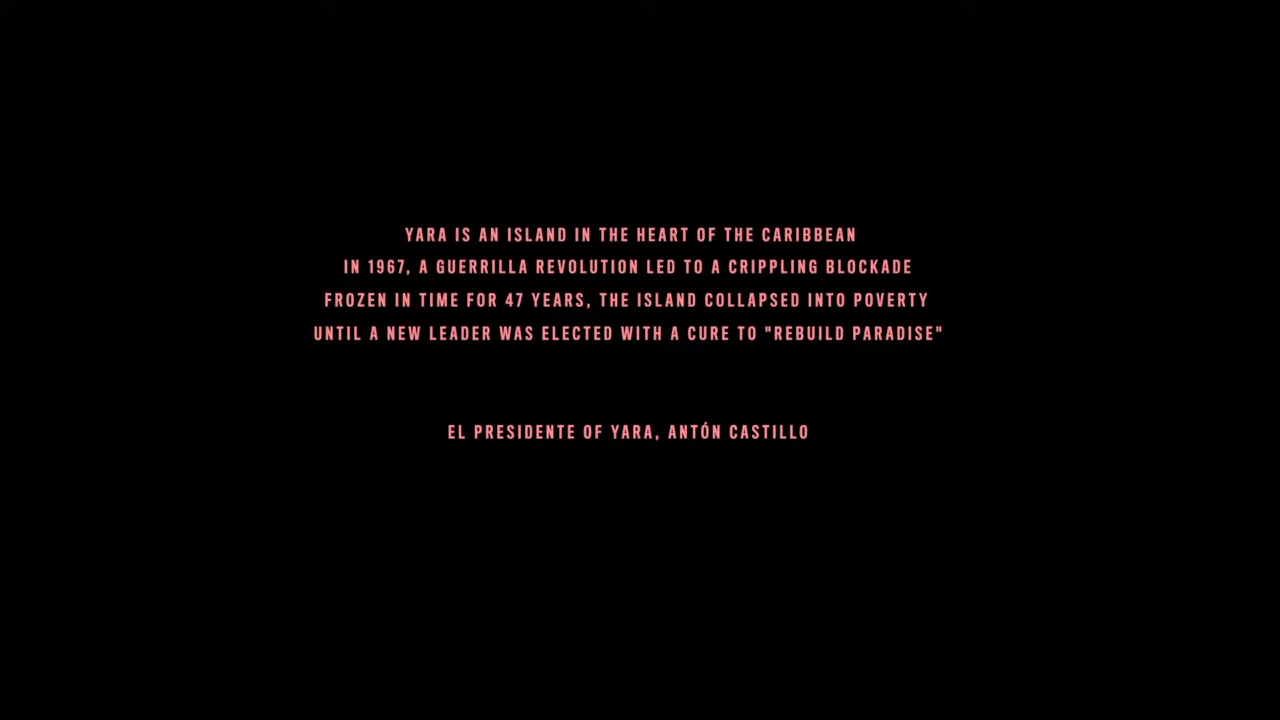 YARA IS AN ISLAND IN THE HEART OF THE CARIBBEAN
IN 1967, A GUERRILLA REVOLUTION LED TO A CRIPPLING BLOCKADE
FROZEN IN TIME FOR 47 YEARS, THE ISLAND COLLAPSED INTO POVERTY
UNTIL A NEW LEADER WAS ELECTED WITH A CURE TO "REBUILD PARADISE"
EL PRESIDENTE OF YARA, ANTÓN CASTILLO